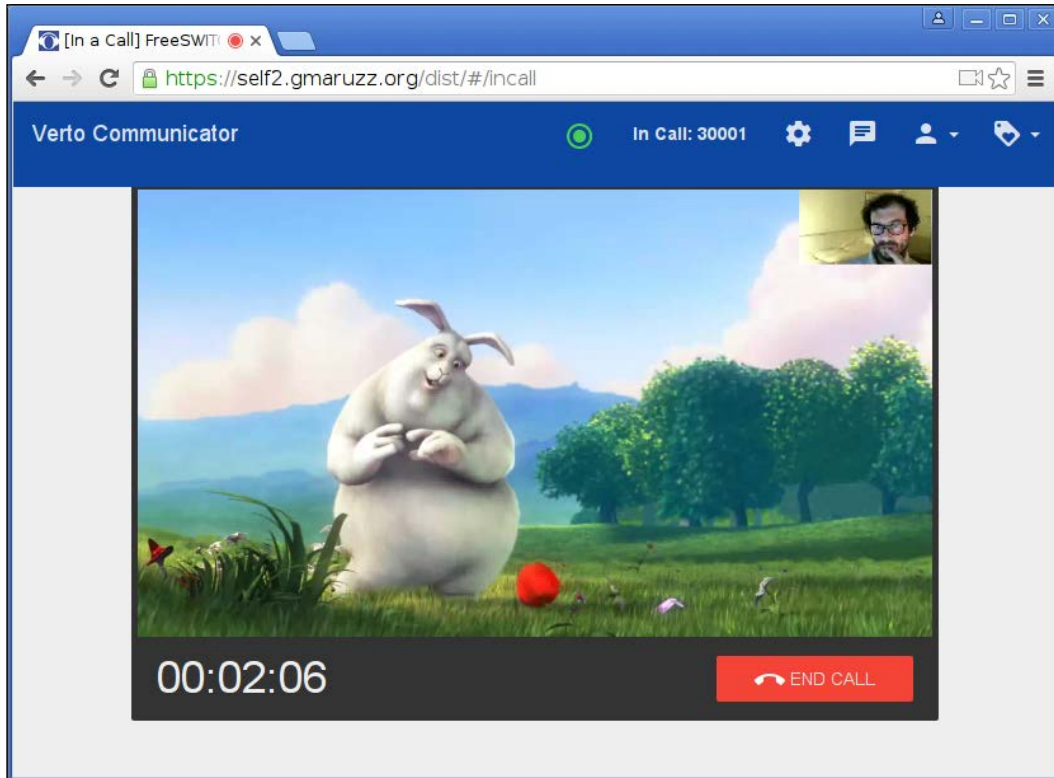 [In a Call] FreeSWIT
https://self2.gmaruzz.org/dist/#/incall
Verto Communicator
In Call: 30001
00:02:06
END CALL